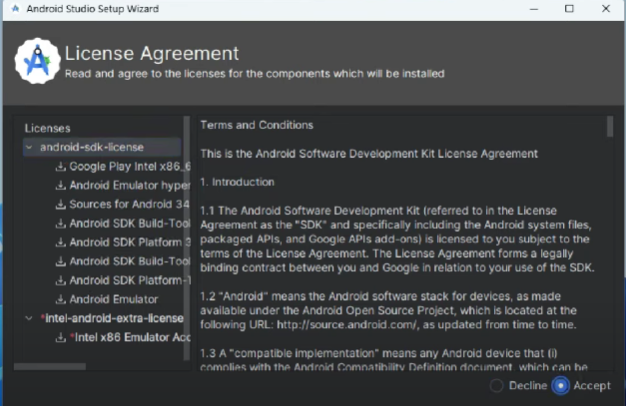 Android Studio Setup Wizard
License Agreement
Read and agree to the licenses for the components which will be installed
Licenses
android-sdk-license
Google Play Intel x86_6
Android Emulator hyper
Sources for Android 34
Android SDK Build-Tool
Android SDK Platform 3
Android SDK Build-Tool
Android SDK Platform-T
Android Emulator
*intel-android-extra-license
*Intel x86 Emulator Acc
Terms and Conditions
This is the Android Software Development Kit License Agreement
1. Introduction
1.1 The Android Software Development Kit (referred to in the License
Agreement as the "SDK" and specifically including the Android system files,
packaged APIs, and Google APIs add-ons) is licensed to you subject to the
terms of the License Agreement. The License Agreement forms a legally
binding contract between you and Google in relation to your use of the SDK.
1.2 "Android" means the Android software stack for devices, as made
available under the Android Open Source Project, which is located at the
following URL: http://source.android.com/, as updated from time to time.
1.3 A "compatible implementation" means any Android device that (i)
complies with the Android Compatibility Definition document, which can be
Decline
Accept